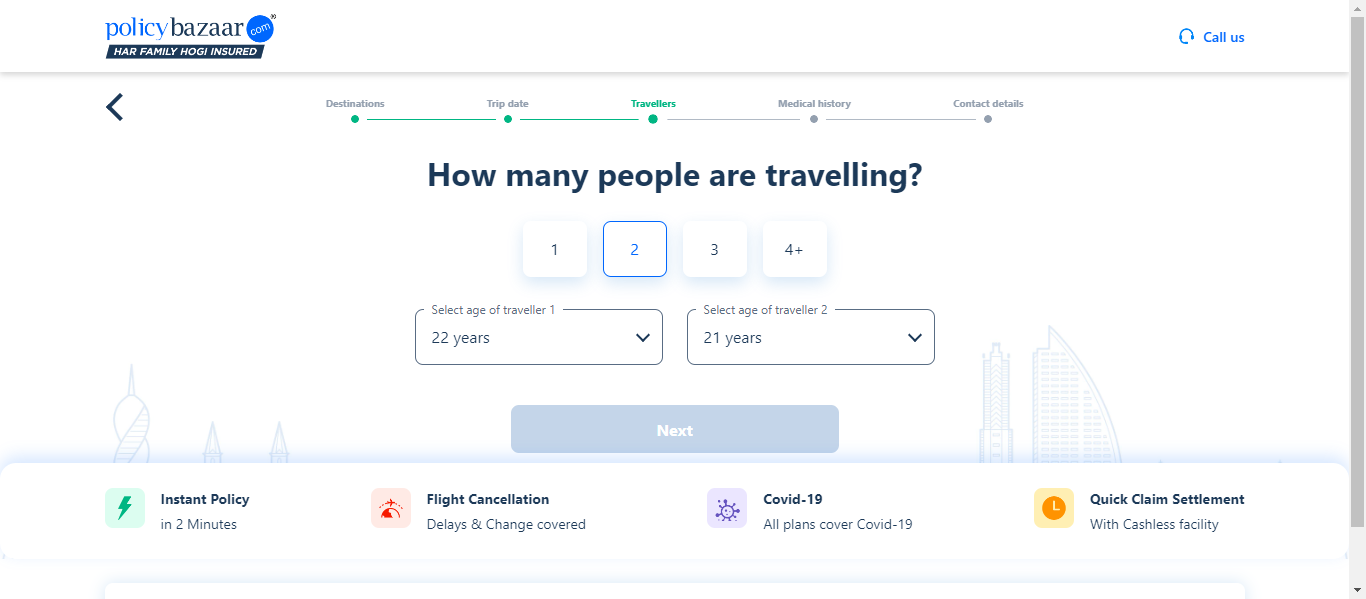 policybazaar.com®
HAR FAMILY HOGI INSURED
Call us
Destinations
Trip date
Travellers
Medical history
Contact details
How many people are travelling?
1
2
3
4+
Select age of traveller 1
22 years
Select age of traveller 2
21 years
Next
Instant Policy
in 2 Minutes
Flight Cancellation
Delays & Change covered
Covid-19
All plans cover Covid-19
Quick Claim Settlement
With Cashless facility